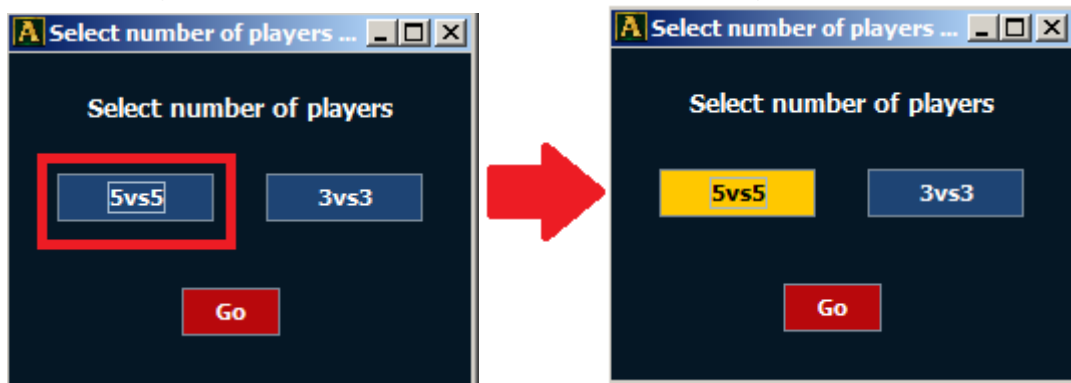 A Select number of players ...
Select number of players
5vs5 3vs3
Go
A Select number of players ...
Select number of players
5vs5 3vs3
Go